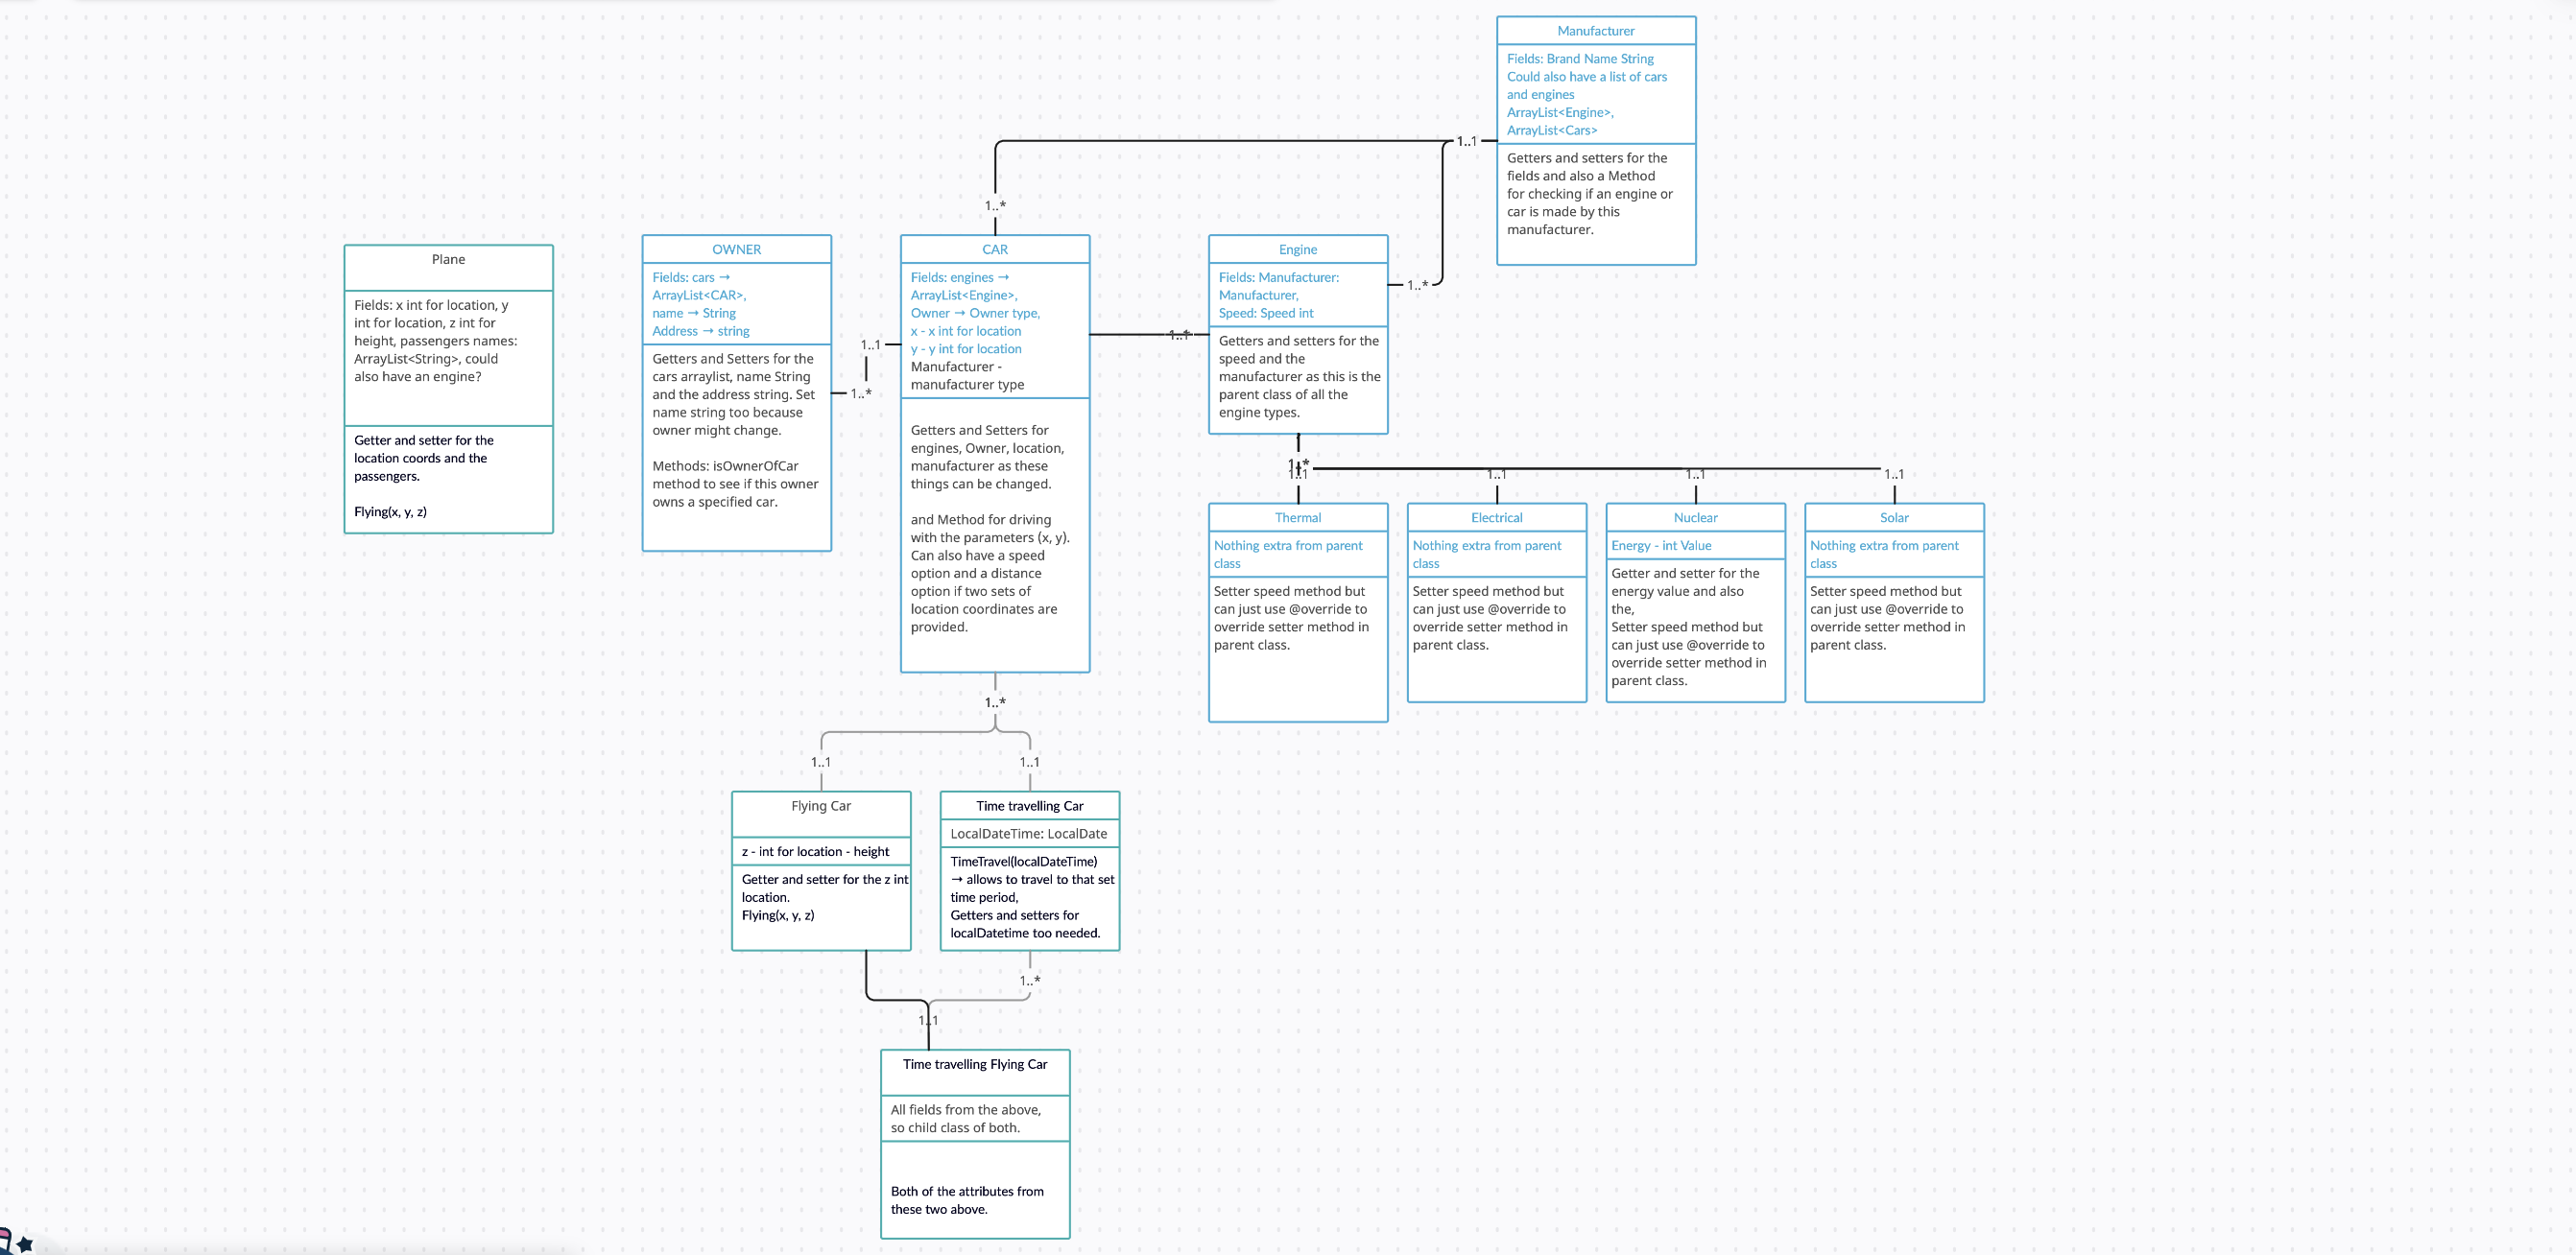 Manufacturer
Fields: Brand Name String
Could also have a list of cars
and engines
ArrayList<Engine>,
ArrayList<Cars>
Getters and setters for the
fields and also a Method
for checking if an engine or
car is made by this
manufacturer.
1..1
1..*
1..*
Plane
Fields: x int for location, y
int for location, z int for
height, passengers names:
ArrayList<String>, could
also have an engine?
Getter and setter for the
location coords and the
passengers.
Flying(x, y, z)
OWNER
Fields: cars →
ArrayList<CAR>,
name → String
Address → string
Getters and Setters for the
cars arraylist, name String
and the address string. Set
name string too because
owner might change.
Methods: isOwnerOfCar
method to see if this owner
owns a specified car.
1..1
1..*
CAR
Fields: engines →
ArrayList<Engine>,
Owner → Owner type,
x - x int for location
y - y int for location
Manufacturer -
manufacturer type
Getters and Setters for
engines, Owner, location,
manufacturer as these
things can be changed.
and Method for driving
with the parameters (x, y).
Can also have a speed
option and a distance
option if two sets of
location coordinates are
provided.
1..1
Engine
Fields: Manufacturer:
Manufacturer,
Speed: Speed int
Getters and setters for the
speed and the
manufacturer as this is the
parent class of all the
engine types.
1..*
1..1
1..1
1..1
1..1
Thermal
Nothing extra from parent
class
Setter speed method but
can just use @override to
override setter method in
parent class.
Electrical
Nothing extra from parent
class
Setter speed method but
can just use @override to
override setter method in
parent class.
Nuclear
Energy - int Value
Getter and setter for the
energy value and also
the,
Setter speed method but
can just use @override to
override setter method in
parent class.
Solar
Nothing extra from parent
class
Setter speed method but
can just use @override to
override setter method in
parent class.
1..*
1..1
1..1
Flying Car
z - int for location - height
Getter and setter for the z int
location.
Flying(x, y, z)
Time travelling Car
LocalDateTime: LocalDate
TimeTravel(localDateTime)
→ allows to travel to that set
time period,
Getters and setters for
localDatetime too needed.
1..*
1..1
Time travelling Flying Car
All fields from the above,
so child class of both.
Both of the attributes from
these two above.